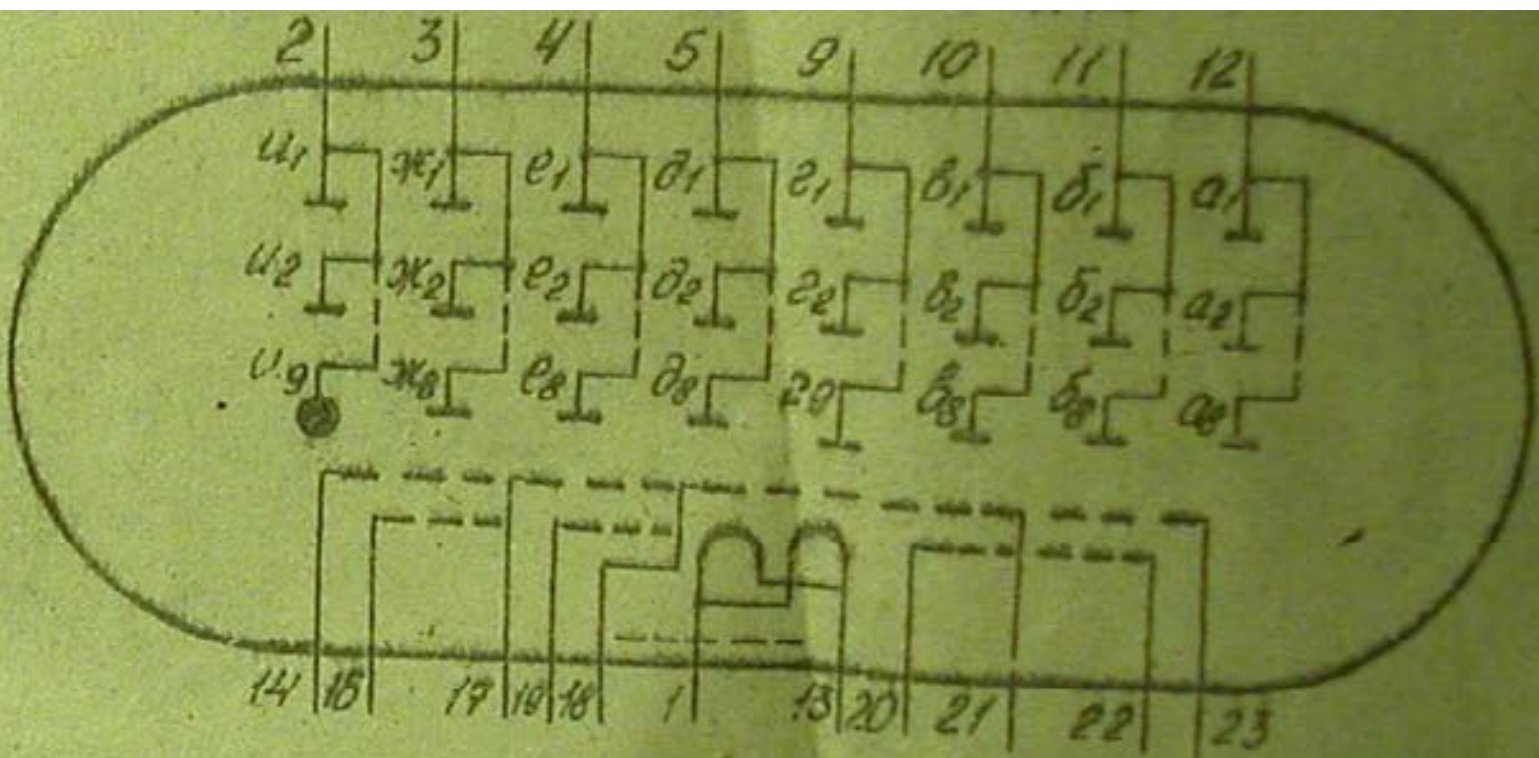 2 3 4 5 9 10 11 12
и1 ж1 е1 д1 г1 в1 б1 а1
и2 ж2 е2 д2 г2 в2 б2 а2
и9 ж8 е8 д8 г8 в8 б8 а8
14 15 17 19 18 1 13 20 21 22 23